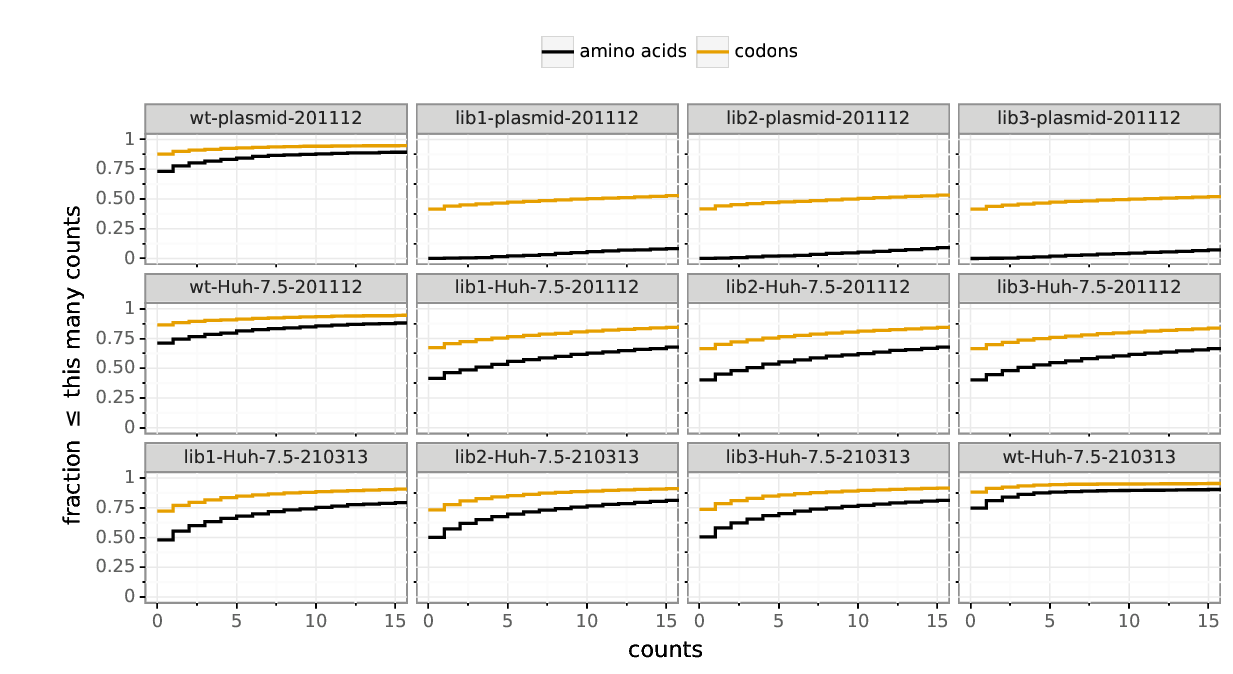 amino acids codons
wt-plasmid-201112 lib1-plasmid-201112 lib2-plasmid-201112 lib3-plasmid-201112
1
0.75
0.50
0.25
0
wt-Huh-7.5-201112 lib1-Huh-7.5-201112 lib2-Huh-7.5-201112 lib3-Huh-7.5-201112
1
0.75
0.50
0.25
0
fraction ≤ this many counts
lib1-Huh-7.5-210313 lib2-Huh-7.5-210313 lib3-Huh-7.5-210313 wt-Huh-7.5-210313
1
0.75
0.50
0.25
0
0 5 10 15 0 5 10 15 0 5 10 15 0 5 10 15
counts